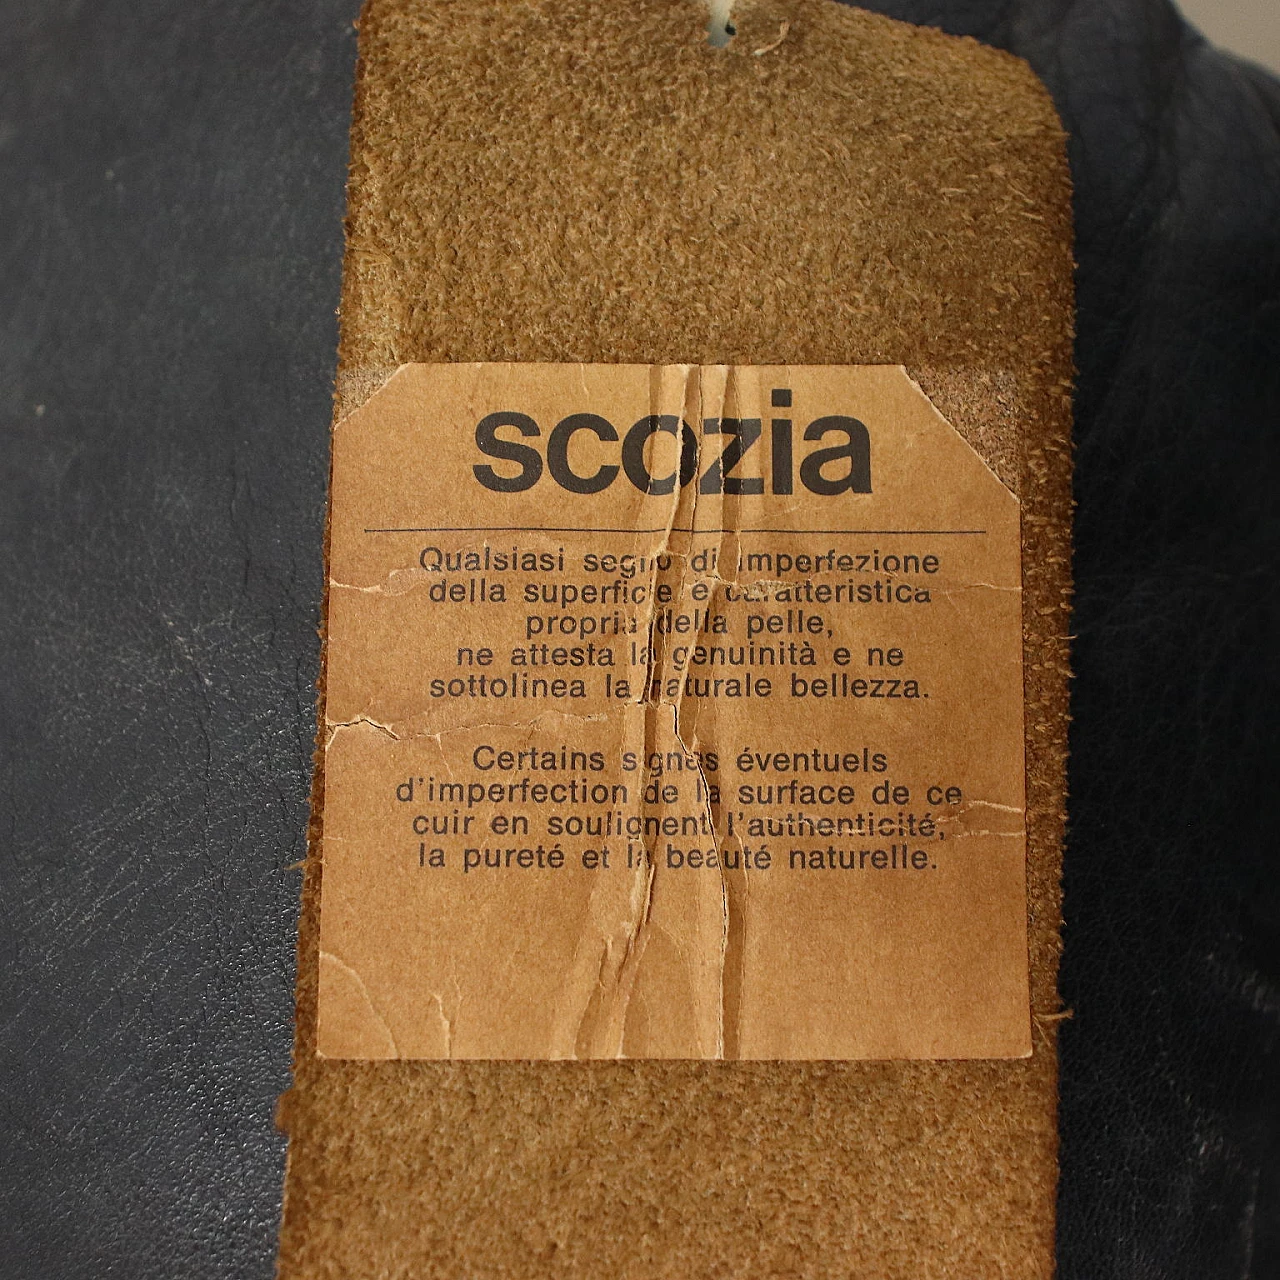 scozia
Qualsiasi segno di imperfezione
della superficie è caratteristica
propria della pelle,
ne attesta la genuinità e ne
sottolinea la naturale bellezza.
Certains signes éventuels
d'imperfection de la surface de ce
cuir en soulignent l'authenticité,
la pureté et la beauté naturelle.